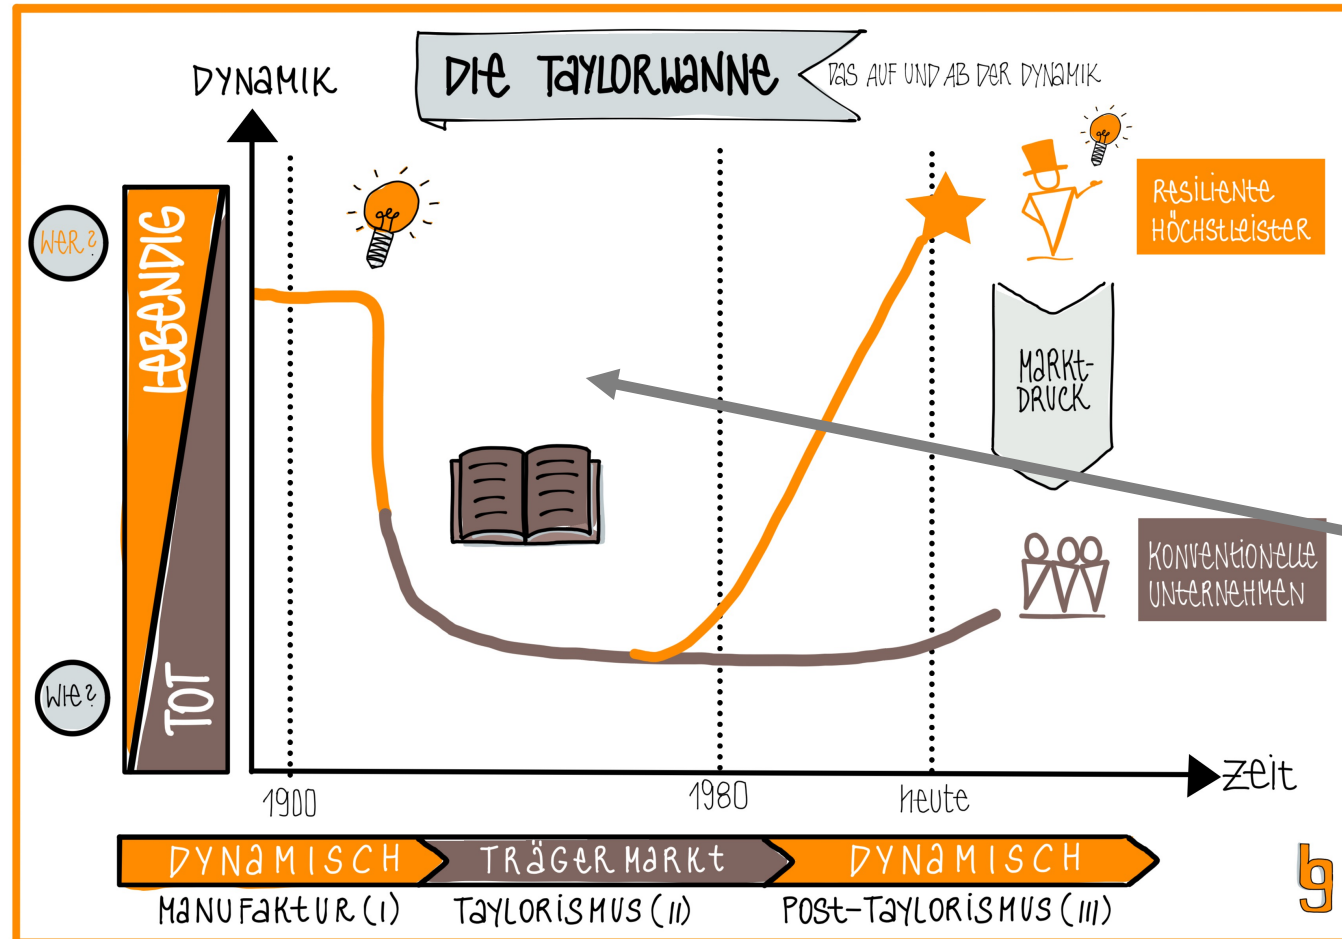 DIE TAYLORWANNE
DAS AUF UND AB DER DYNAMIK
DYNAMIK
WER?
LEBENDIG
TOT
WIE?
RESILIENTE
HÖCHSTLEISTER
MARKT-
DRUCK
KONVENTIONELLE
UNTERNEHMEN
1900
1980
heute
Zeit
DYNAMISCH
TRÄGER MARKT
DYNAMISCH
MANUFAKTUR (I)
TAYLORISMUS (II)
POST-TAYLORISMUS (III)
bg